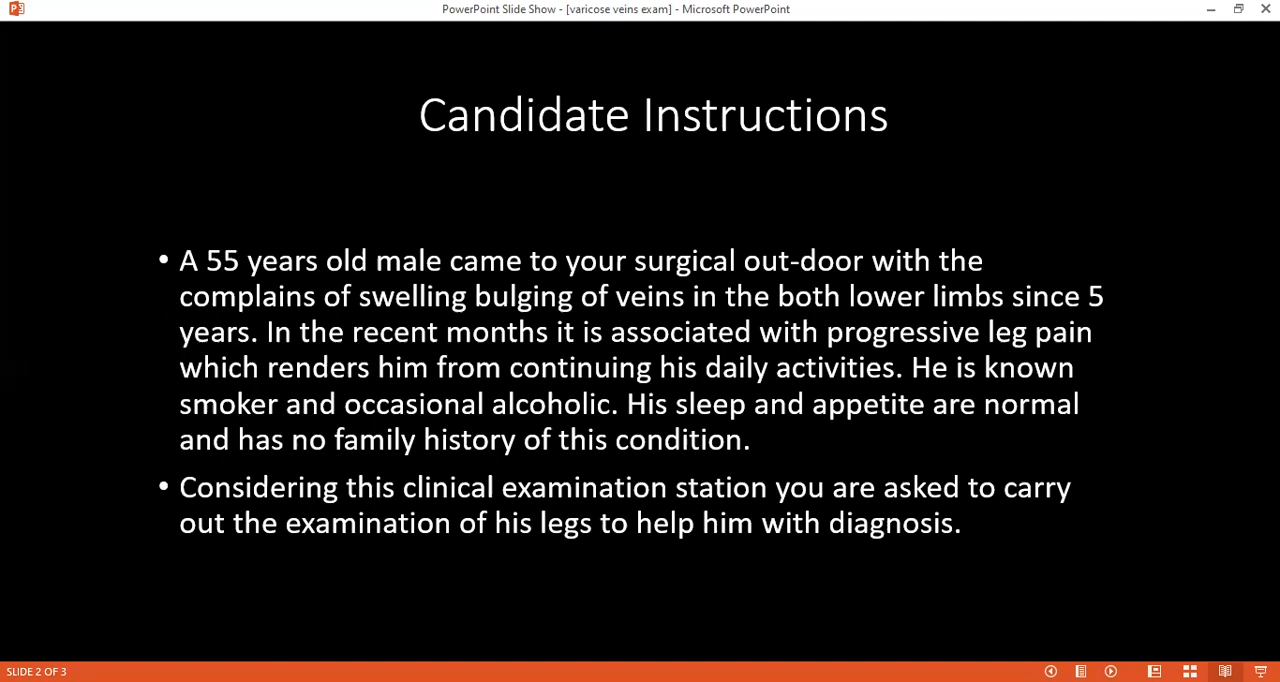 PowerPoint Slide Show - [varicose veins exam] - Microsoft PowerPoint
Candidate Instructions
• A 55 years old male came to your surgical out-door with the
complains of swelling bulging of veins in the both lower limbs since 5
years. In the recent months it is associated with progressive leg pain
which renders him from continuing his daily activities. He is known
smoker and occasional alcoholic. His sleep and appetite are normal
and has no family history of this condition.
• Considering this clinical examination station you are asked to carry
out the examination of his legs to help him with diagnosis.
SLIDE 2 OF 3